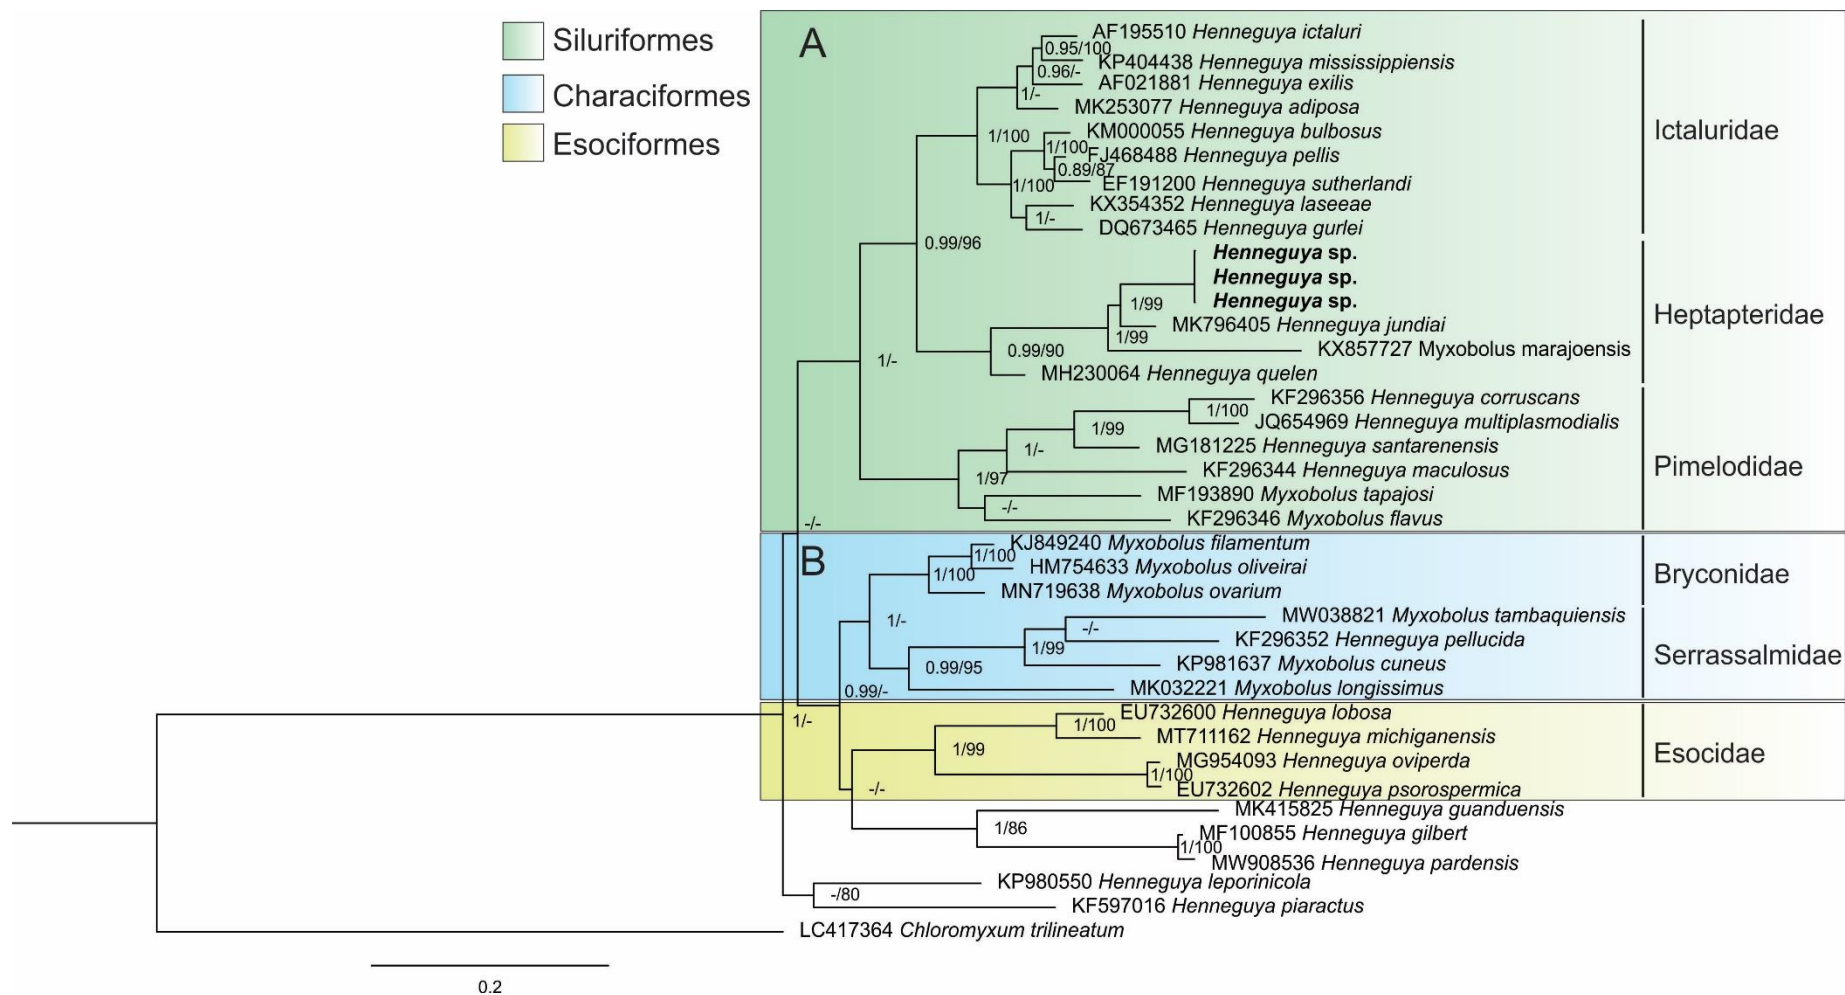 Siluriformes
Characiformes
Esociformes
A
AF195510 Henneguya ictaluri
0.95/100
KP404438 Henneguya mississippiensis
0.96/-
AF021881 Henneguya exilis
1/-
MK253077 Henneguya adiposa
1/100
KM000055 Henneguya bulbosus
1/100
FJ468488 Henneguya pellis
0.89/87
EF191200 Henneguya sutherlandi
1/100
KX354352 Henneguya laseeae
1/-
DQ673465 Henneguya gurlei
Ictaluridae
0.99/96
Henneguya sp.
Henneguya sp.
Henneguya sp.
1/99
MK796405 Henneguya jundiai
1/99
KX857727 Myxobolus marajoensis
0.99/90
MH230064 Henneguya quelen
Heptapteridae
1/-
KF296356 Henneguya corruscans
1/100
JQ654969 Henneguya multiplasmodialis
1/99
MG181225 Henneguya santarenensis
1/-
KF296344 Henneguya maculosus
1/97
MF193890 Myxobolus tapajosi
-/-
KF296346 Myxobolus flavus
Pimelodidae
-/-
B
KJ849240 Myxobolus filamentum
1/100
HM754633 Myxobolus oliveirai
1/100
MN719638 Myxobolus ovarium
Bryconidae
1/-
MW038821 Myxobolus tambaquiensis
-/-
KF296352 Henneguya pellucida
1/99
KP981637 Myxobolus cuneus
0.99/95
MK032221 Myxobolus longissimus
Serrassalmidae
0.99/-
1/-
EU732600 Henneguya lobosa
1/100
MT711162 Henneguya michiganensis
1/99
MG954093 Henneguya oviperda
1/100
EU732602 Henneguya psorospermica
Esocidae
-/-
MK415825 Henneguya guanduensis
1/86
MF100855 Henneguya gilbert
1/100
MW908536 Henneguya pardensis
KP980550 Henneguya leporinicola
-/80
KF597016 Henneguya piaractus
LC417364 Chloromyxum trilineatum
0.2